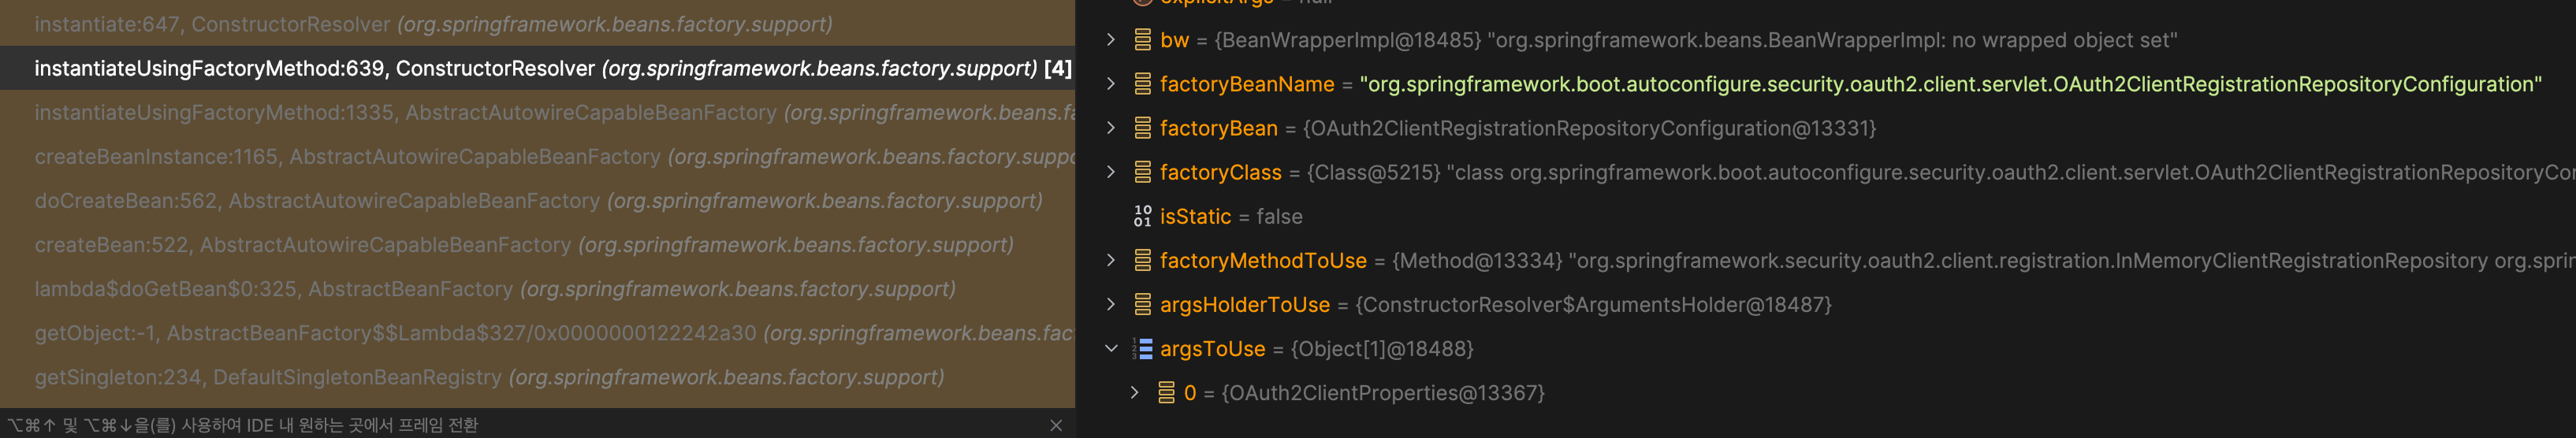 instantiate:647, ConstructorResolver (org.springframework.beans.factory.support)
instantiateUsingFactoryMethod:639, ConstructorResolver (org.springframework.beans.factory.support) [4]
instantiateUsingFactoryMethod:1335, AbstractAutowireCapableBeanFactory (org.springframework.beans.fa
createBeanInstance:1165, AbstractAutowireCapableBeanFactory (org.springframework.beans.factory.suppo
doCreateBean:562, AbstractAutowireCapableBeanFactory (org.springframework.beans.factory.support)
createBean:522, AbstractAutowireCapableBeanFactory (org.springframework.beans.factory.support)
lambda$doGetBean$0:325, AbstractBeanFactory (org.springframework.beans.factory.support)
getObject:-1, AbstractBeanFactory$$Lambda$327/0x0000000122242a30 (org.springframework.beans.fact
getSingleton:234, DefaultSingletonBeanRegistry (org.springframework.beans.factory.support)
⌥⌘↑ 및 ⌥⌘↓을(를) 사용하여 IDE 내 원하는 곳에서 프레임 전환
explicitArgs = null
bw = {BeanWrapperImpl@18485} "org.springframework.beans.BeanWrapperImpl: no wrapped object set"
factoryBeanName = "org.springframework.boot.autoconfigure.security.oauth2.client.servlet.OAuth2ClientRegistrationRepositoryConfiguration"
factoryBean = {OAuth2ClientRegistrationRepositoryConfiguration@13331}
factoryClass = {Class@5215} "class org.springframework.boot.autoconfigure.security.oauth2.client.servlet.OAuth2ClientRegistrationRepositoryCon
isStatic = false
factoryMethodToUse = {Method@13334} "org.springframework.security.oauth2.client.registration.InMemoryClientRegistrationRepository org.sprin
argsHolderToUse = {ConstructorResolver$ArgumentsHolder@18487}
argsToUse = {Object[1]@18488}
0 = {OAuth2ClientProperties@13367}